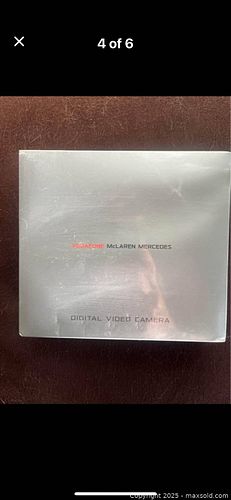 4 of 6
VODAFONE McLAREN MERCEDES
DIGITAL VIDEO CAMERA
Copyright 2025 - maxsold.com